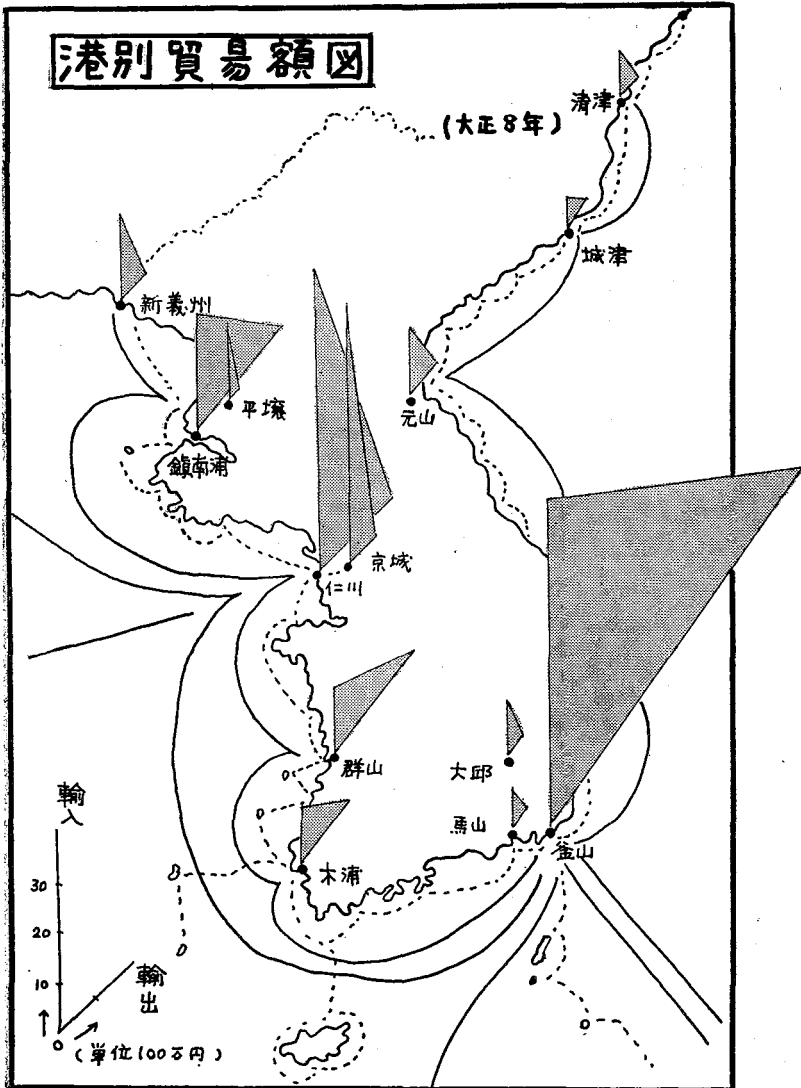 港別貿易額図
(大正8年)
清津
城津
新義州
平壌
元山
鎮南浦
京城
仁川
群山
大邱
馬山
釜山
木浦
輸入
30
20
10
0
輸出
(単位100万円)